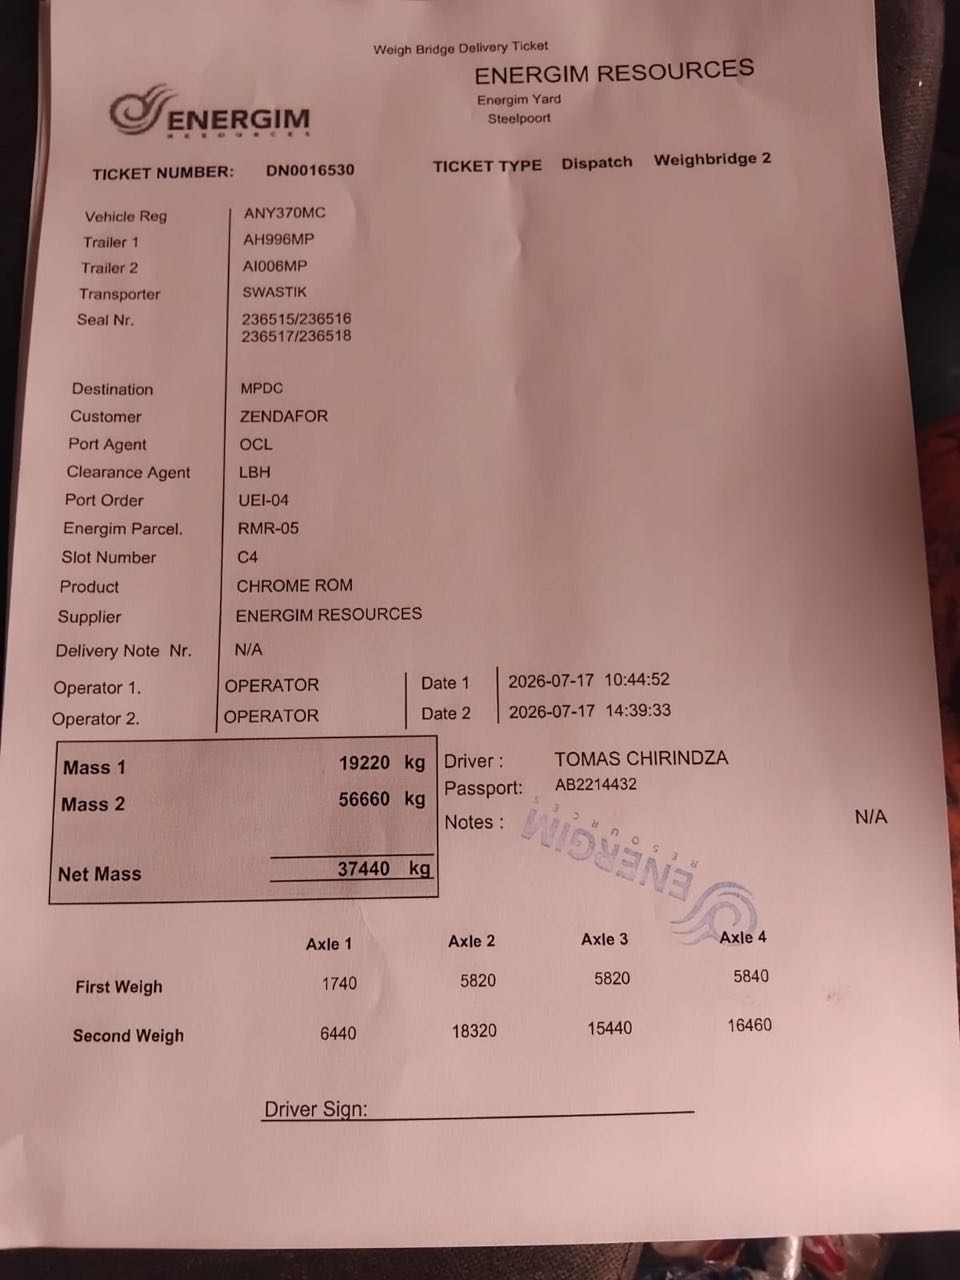 Weigh Bridge Delivery Ticket
ENERGIM RESOURCES
Energim Yard
Steelpoort
ENERGIM
RESOURCES
TICKET NUMBER: DN0016530 TICKET TYPE Dispatch Weighbridge 2
Vehicle Reg ANY370MC
Trailer 1 AH996MP
Trailer 2 AI006MP
Transporter SWASTIK
Seal Nr. 236515/236516
236517/236518
Destination MPDC
Customer ZENDAFOR
Port Agent OCL
Clearance Agent LBH
Port Order UEI-04
Energim Parcel. RMR-05
Slot Number C4
Product CHROME ROM
Supplier ENERGIM RESOURCES
Delivery Note Nr. N/A
Operator 1. OPERATOR Date 1 2026-07-17 10:44:52
Operator 2. OPERATOR Date 2 2026-07-17 14:39:33
Mass 1 19220 kg Driver : TOMAS CHIRINDZA
Mass 2 56660 kg Passport: AB2214432
Notes : N/A
ENERGIM
RESOURCES
Net Mass 37440 kg
Axle 1 Axle 2 Axle 3 Axle 4
First Weigh 1740 5820 5820 5840
Second Weigh 6440 18320 15440 16460
Driver Sign: